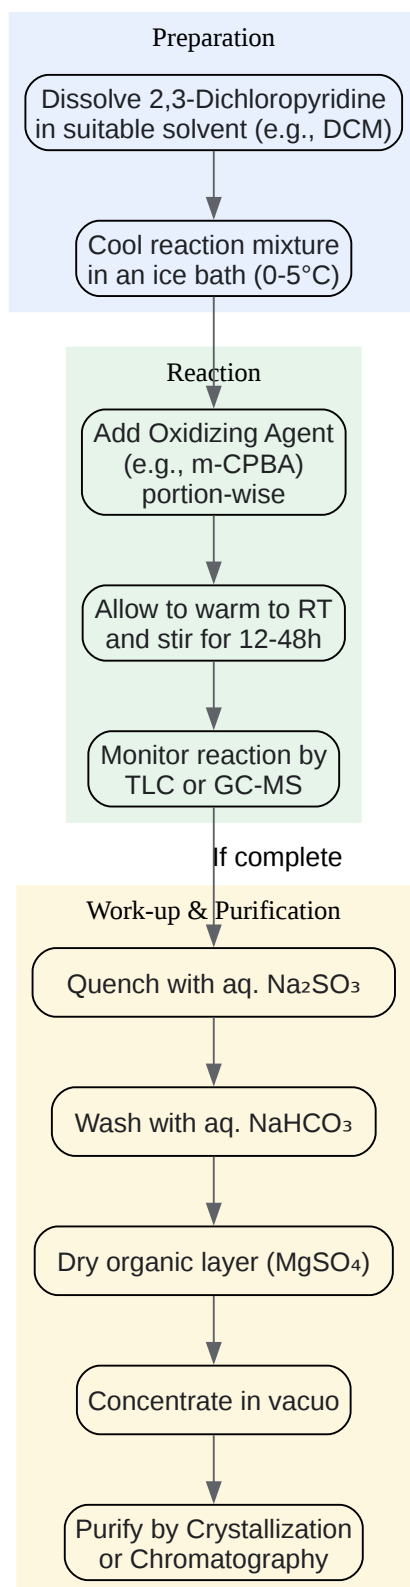 Preparation
Dissolve 2,3-Dichloropyridine
in suitable solvent (e.g., DCM)
Cool reaction mixture
in an ice bath (0-5°C)
Reaction
Add Oxidizing Agent
(e.g., m-CPBA)
portion-wise
Allow to warm to RT
and stir for 12-48h
Monitor reaction by
TLC or GC-MS
If complete
Work-up & Purification
Quench with aq. Na₂SO₃
Wash with aq. NaHCO₃
Dry organic layer (MgSO₄)
Concentrate in vacuo
Purify by Crystallization
or Chromatography